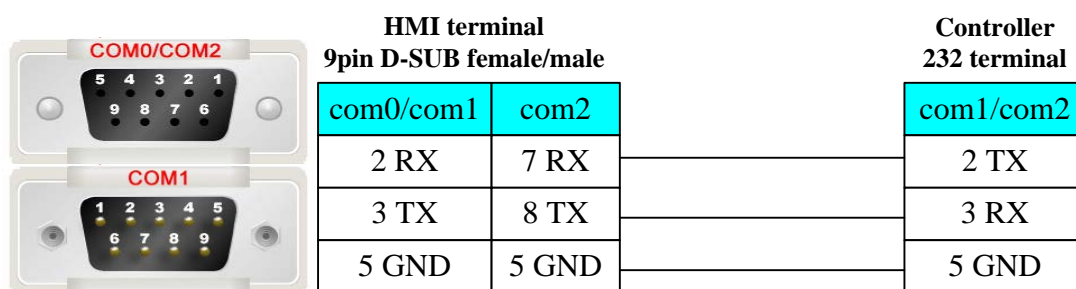 COM0/COM2
5 4 3 2 1
9 8 7 6
COM1
1 2 3 4 5
6 7 8 9
HMI terminal
9pin D-SUB female/male
com0/com1 com2
2 RX 7 RX
3 TX 8 TX
5 GND 5 GND
Controller
232 terminal
com1/com2
2 TX
3 RX
5 GND